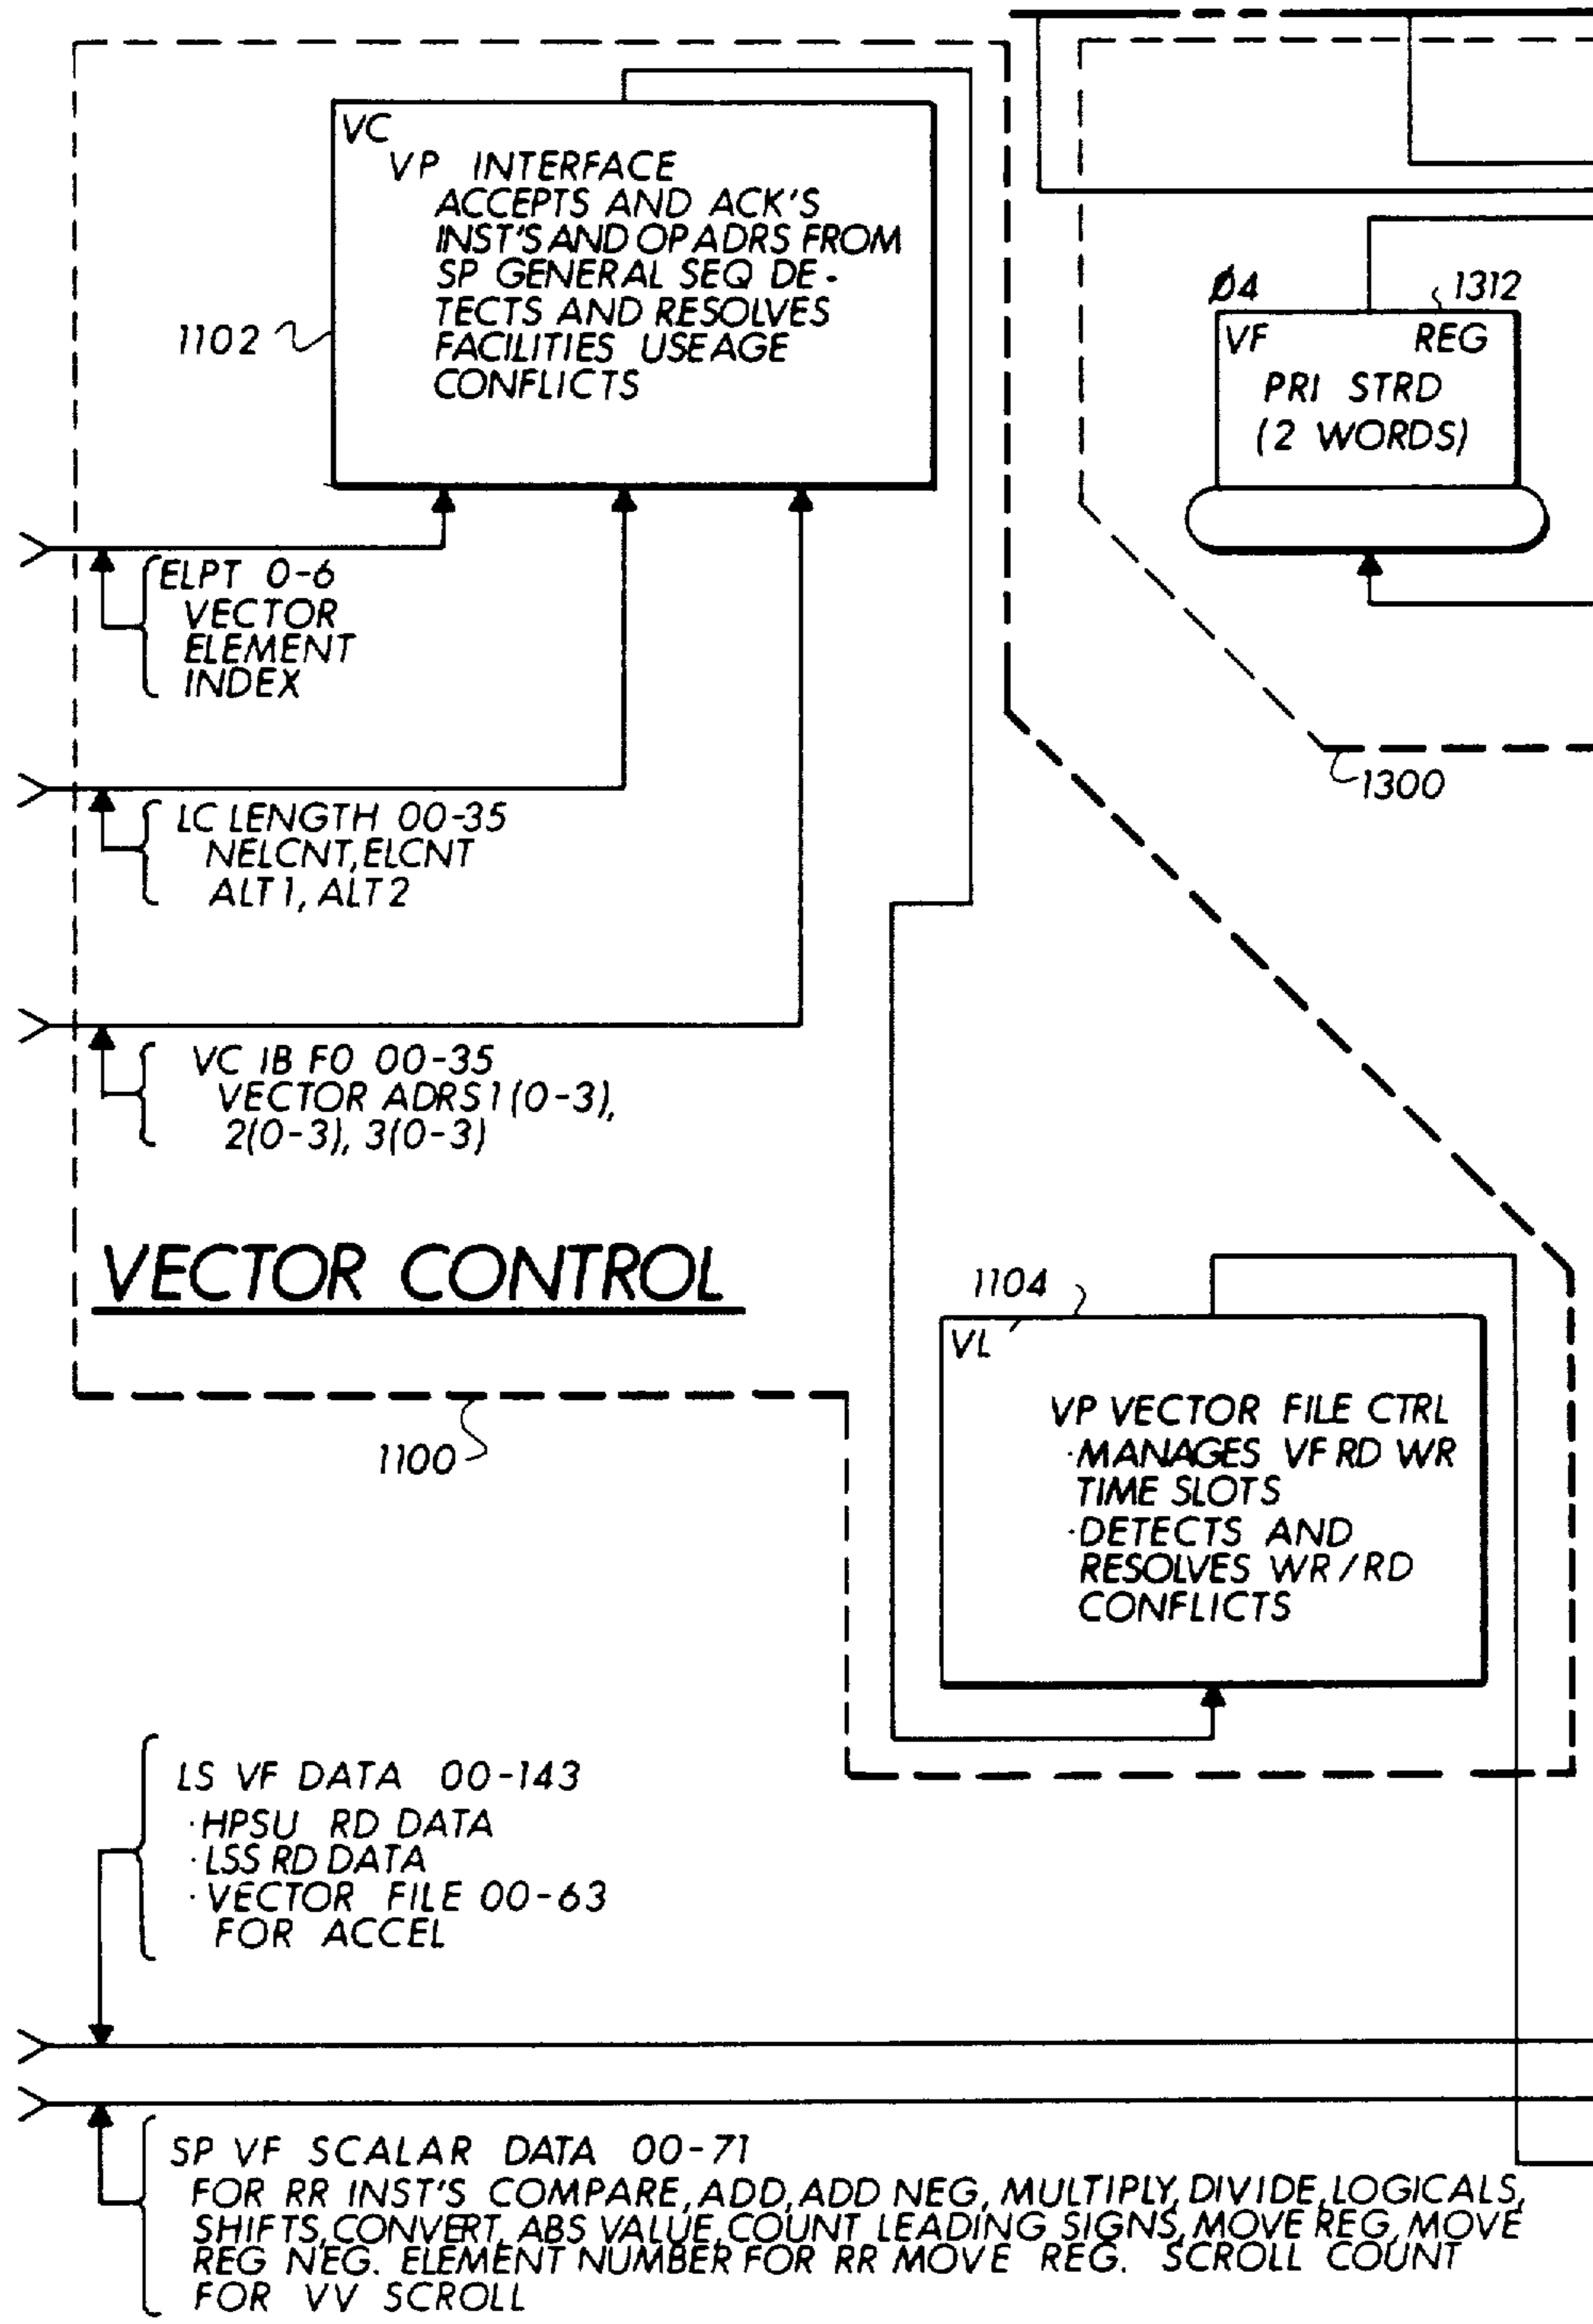 VC
VP INTERFACE
ACCEPTS AND ACK'S
INST'S AND OP ADRS FROM
SP GENERAL SEQ DE-
TECTS AND RESOLVES
FACILITIES USEAGE
CONFLICTS
1102
Ø4
1312
VF REG
PRI STRD
(2 WORDS)
ELPT 0-6
VECTOR
ELEMENT
INDEX
1300
LC LENGTH 00-35
NELCNT, ELCNT
ALT 1, ALT 2
VC IB F0 00-35
VECTOR ADRS 1(0-3),
2(0-3), 3(0-3)
VECTOR CONTROL
1100
1104
VL
VP VECTOR FILE CTRL
·MANAGES VF RD WR
TIME SLOTS
·DETECTS AND
RESOLVES WR/RD
CONFLICTS
LS VF DATA 00-143
·HPSU RD DATA
·LSS RD DATA
·VECTOR FILE 00-63
FOR ACCEL
SP VF SCALAR DATA 00-71
FOR RR INST'S COMPARE, ADD, ADD NEG, MULTIPLY, DIVIDE, LOGICALS,
SHIFTS, CONVERT, ABS VALUE, COUNT LEADING SIGNS, MOVE REG, MOVE
REG NEG. ELEMENT NUMBER FOR RR MOVE REG. SCROLL COUNT
FOR VV SCROLL